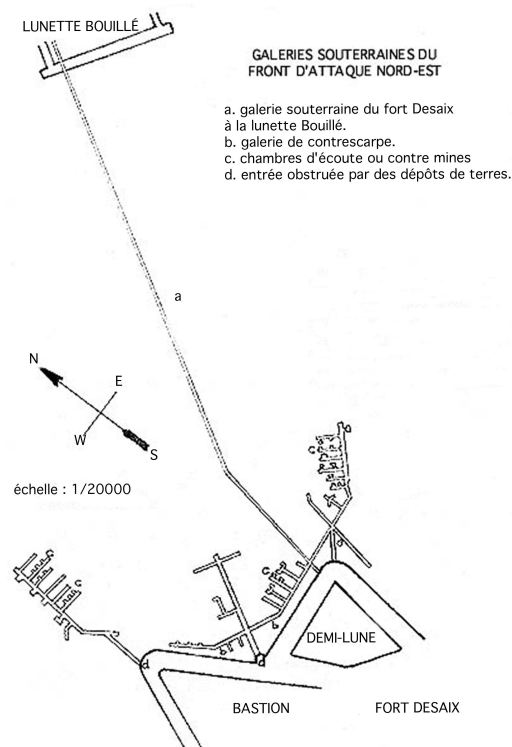 LUNETTE BOUILLÉ
GALERIES SOUTERRAINES DU
FRONT D'ATTAQUE NORD-EST
a. galerie souterraine du fort Desaix
à la lunette Bouillé.
b. galerie de contrescarpe.
c. chambres d'écoute ou contre mines
d. entrée obstruée par des dépôts de terres.
a
N
E
W
S
échelle : 1/20000
c
c
c
c
c
b
d
d
DEMI-LUNE
BASTION
FORT DESAIX